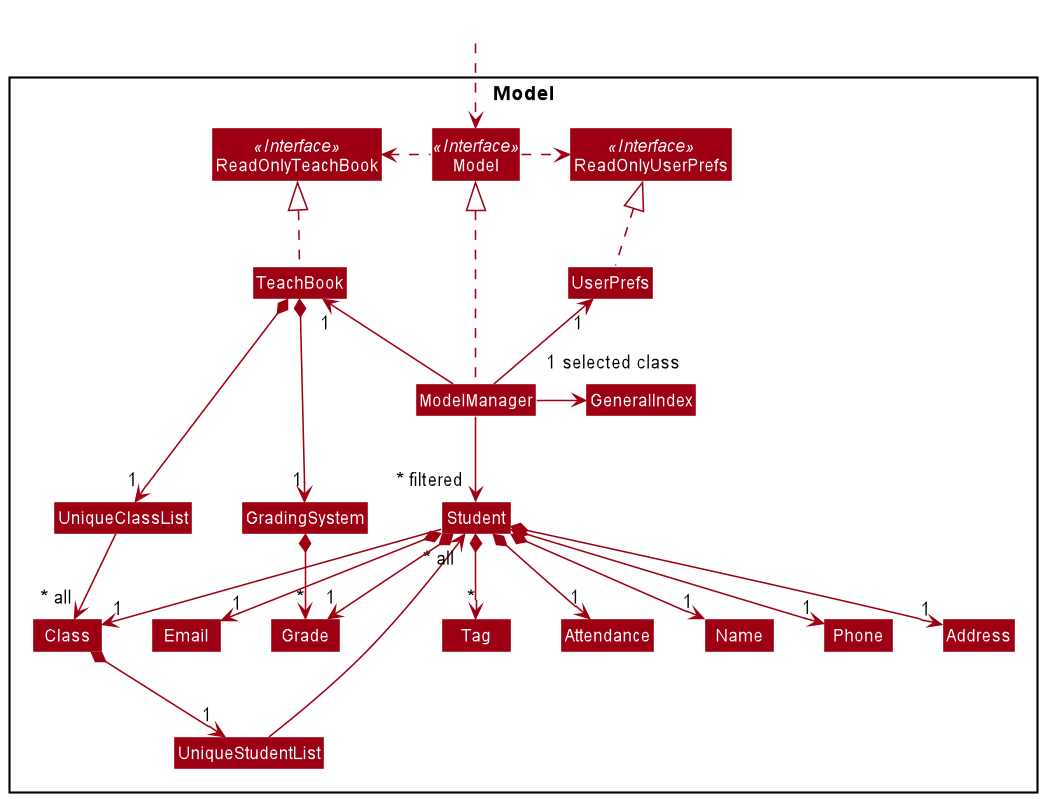 Model
«Interface»
ReadOnlyTeachBook
«Interface»
Model
«Interface»
ReadOnlyUserPrefs
TeachBook
UserPrefs
1
1
1 selected class
ModelManager
GeneralIndex
1
1
* filtered
UniqueClassList
GradingSystem
Student
* all
* all
1
1
*
1
*
1
1
1
1
Class
Email
Grade
Tag
Attendance
Name
Phone
Address
1
UniqueStudentList